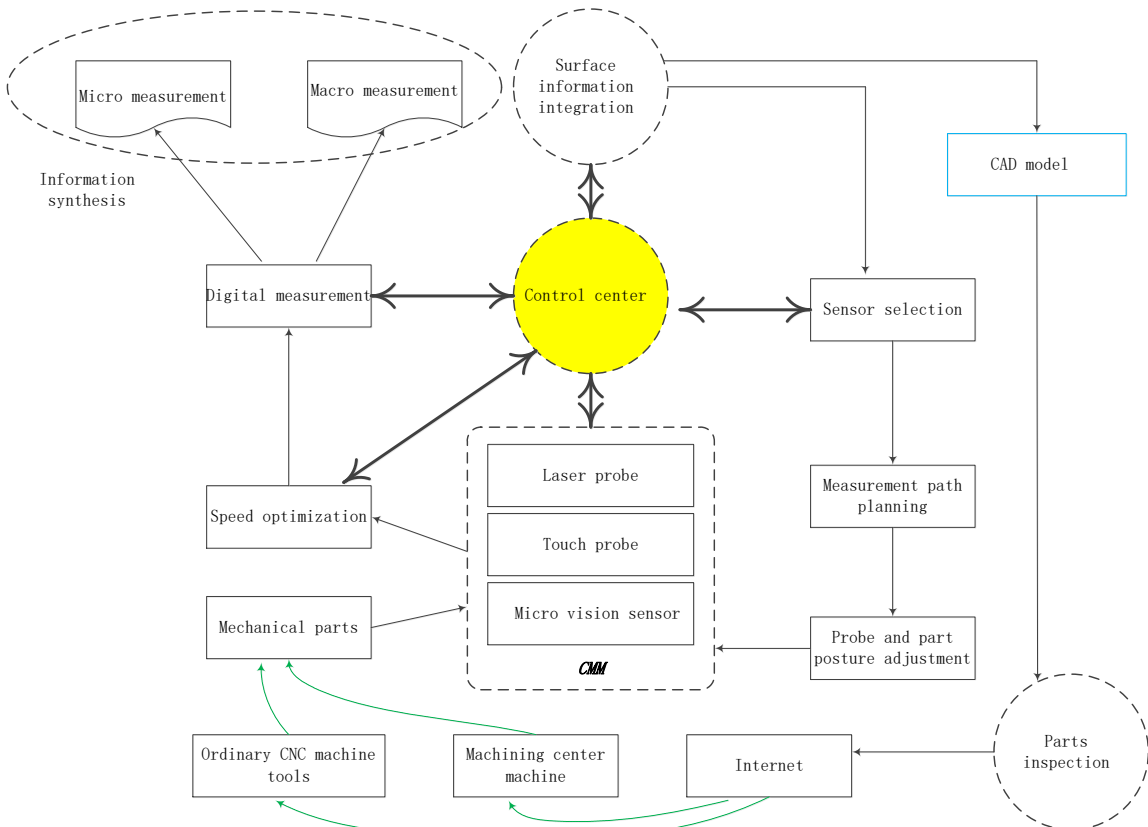 Surface
information
integration
Micro measurement
Macro measurement
Information
synthesis
CAD model
Digital measurement
Control center
Sensor selection
Laser probe
Speed optimization
Touch probe
Measurement path
planning
Mechanical parts
Micro vision sensor
CMM
Probe and part
posture adjustment
Ordinary CNC machine
tools
Machining center
machine
Internet
Parts
inspection